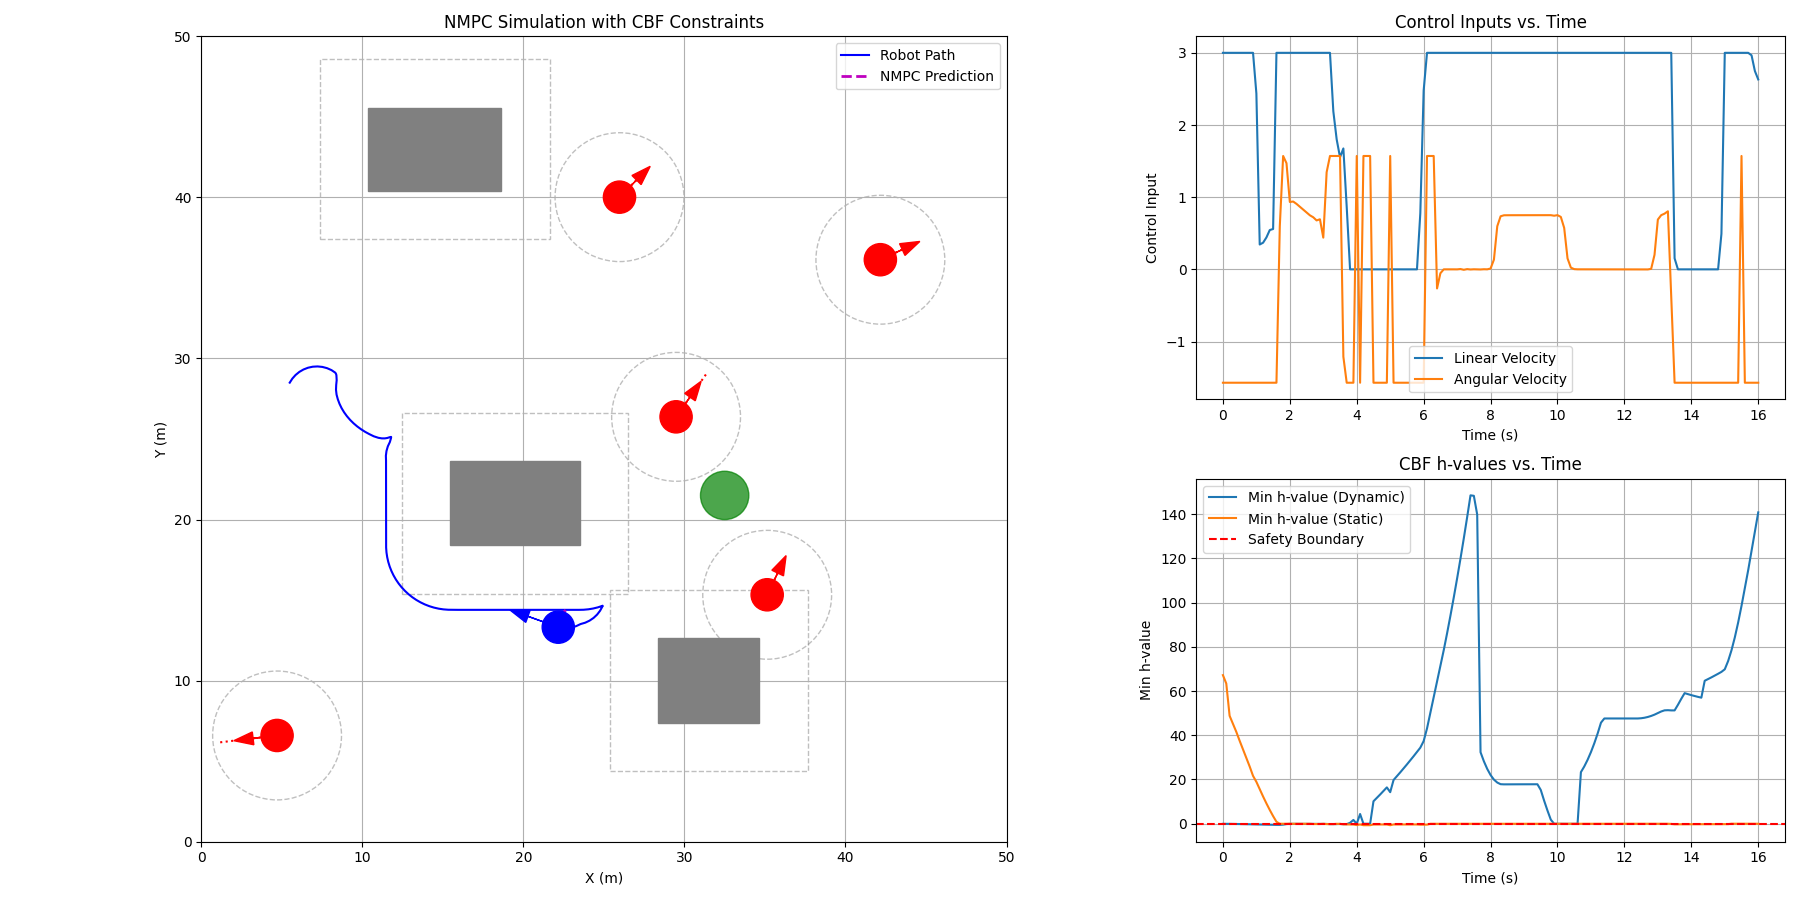 NMPC Simulation with CBF Constraints
50
40
30
20
10
0
Y (m)
0 10 20 30 40 50
X (m)
Robot Path
NMPC Prediction
Control Inputs vs. Time
3
2
1
0
−1
Control Input
Linear Velocity
Angular Velocity
0 2 4 6 8 10 12 14 16
Time (s)
CBF h-values vs. Time
Min h-value (Dynamic)
Min h-value (Static)
Safety Boundary
140
120
100
80
60
40
20
0
Min h-value
0 2 4 6 8 10 12 14 16
Time (s)